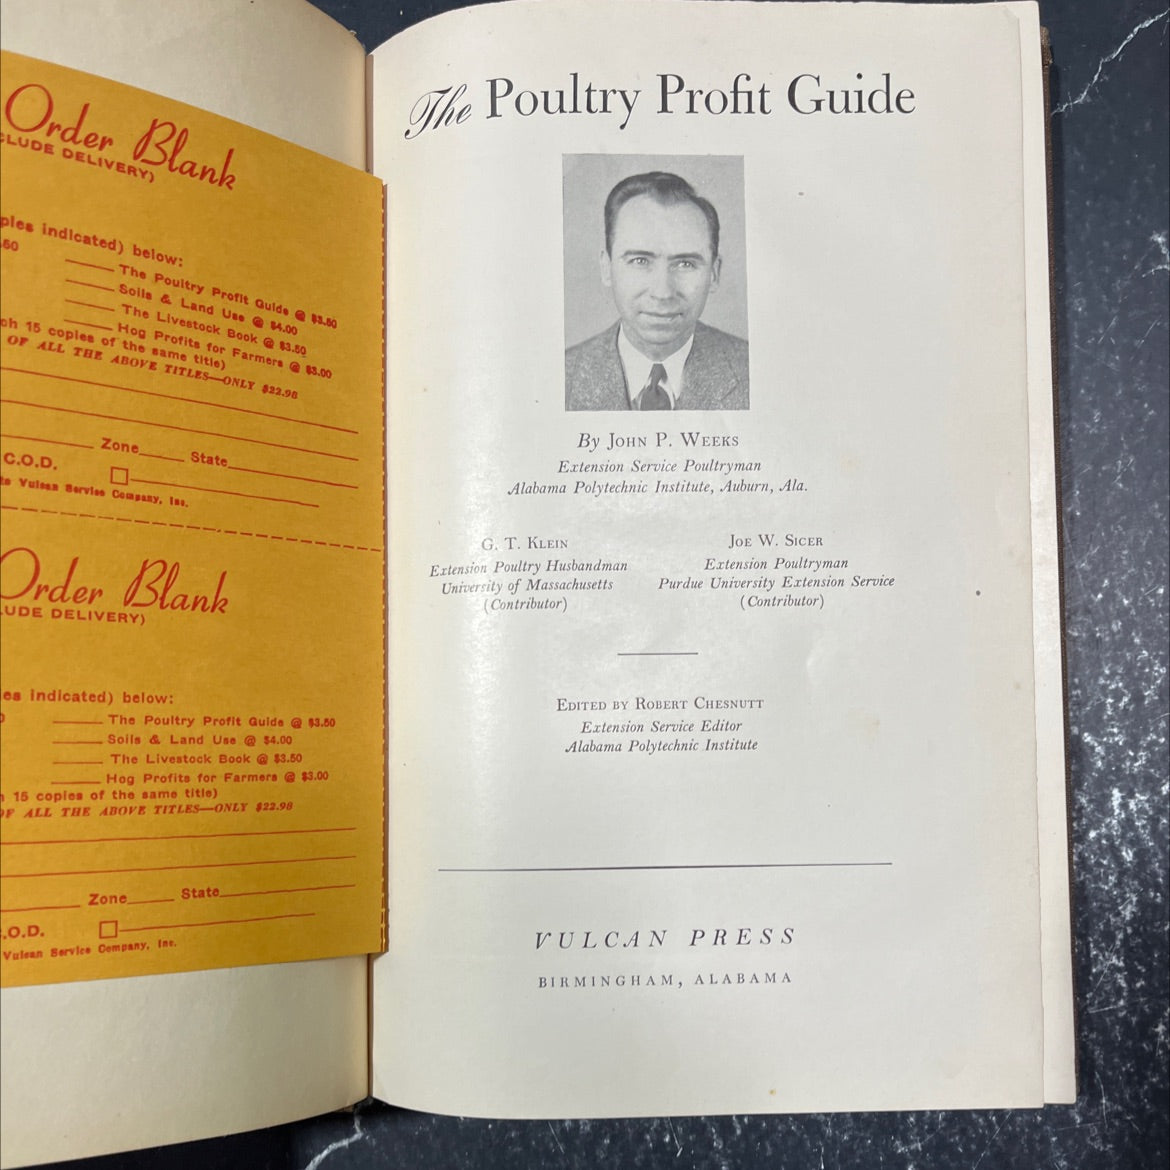 Order Blank
CLUDE DELIVERY)
ples indicated) below:
The Poultry Profit Guide @ $3.50
Soils & Land Use @ $4.00
The Livestock Book @ $3.50
Hog Profits for Farmers @ $3.00
ch 15 copies of the same title)
OF ALL THE ABOVE TITLES—ONLY $22.98
Zone State
C.O.D.
Vulcan Service Company, Inc.
Order Blank
LUDE DELIVERY)
es indicated) below:
The Poultry Profit Guide @ $3.50
Soils & Land Use @ $4.00
The Livestock Book @ $3.50
Hog Profits for Farmers @ $3.00
15 copies of the same title)
OF ALL THE ABOVE TITLES—ONLY $22.98
Zone State
C.O.D.
Vulcan Service Company, Inc.
The Poultry Profit Guide
By John P. Weeks
Extension Service Poultryman
Alabama Polytechnic Institute, Auburn, Ala.
G. T. Klein
Extension Poultry Husbandman
University of Massachusetts
(Contributor)
Joe W. Sicer
Extension Poultryman
Purdue University Extension Service
(Contributor)
Edited by Robert Chesnutt
Extension Service Editor
Alabama Polytechnic Institute
VULCAN PRESS
BIRMINGHAM, ALABAMA